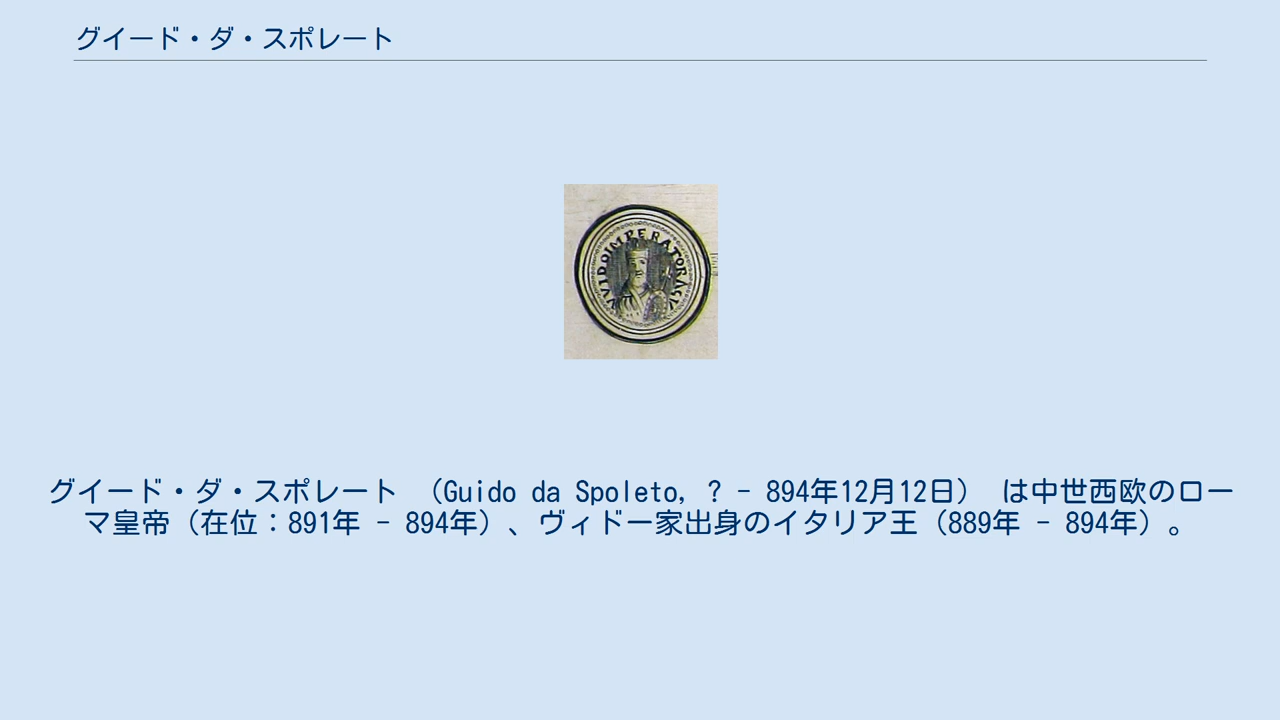 グイード・ダ・スポレート
VVIDOIMPERATORAGV
グイード・ダ・スポレート （Guido da Spoleto, ? - 894年12月12日） は中世西欧のロー
マ皇帝（在位：891年 - 894年）、ヴィドー家出身のイタリア王（889年 - 894年）。